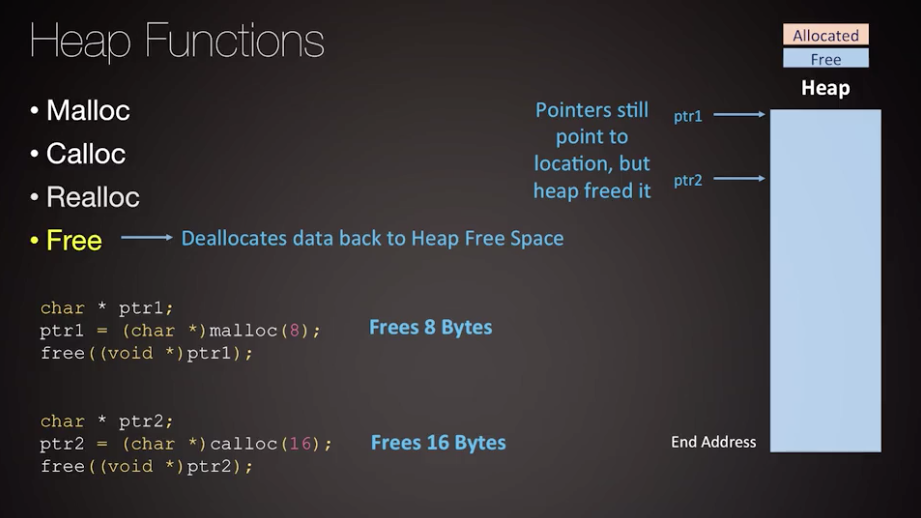 Heap Functions
• Malloc
• Calloc
• Realloc
• Free
Deallocates data back to Heap Free Space
char * ptr1;
ptr1 = (char *)malloc(8);
free((void *)ptr1);
Frees 8 Bytes
char * ptr2;
ptr2 = (char *)calloc(16);
free((void *)ptr2);
Frees 16 Bytes
Pointers still
point to
location, but
heap freed it
ptr1
ptr2
Allocated
Free
Heap
End Address